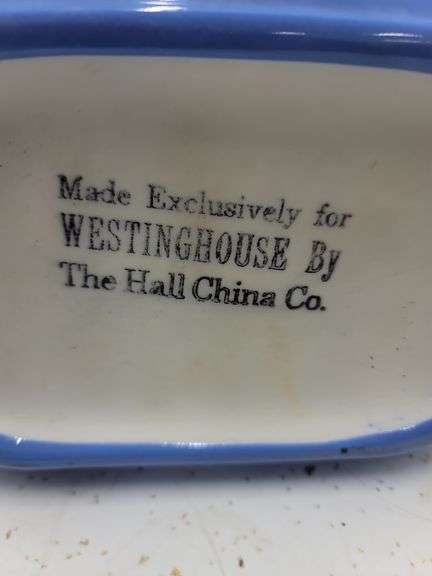 Made Exclusively for
WESTINGHOUSE By
The Hall China Co.